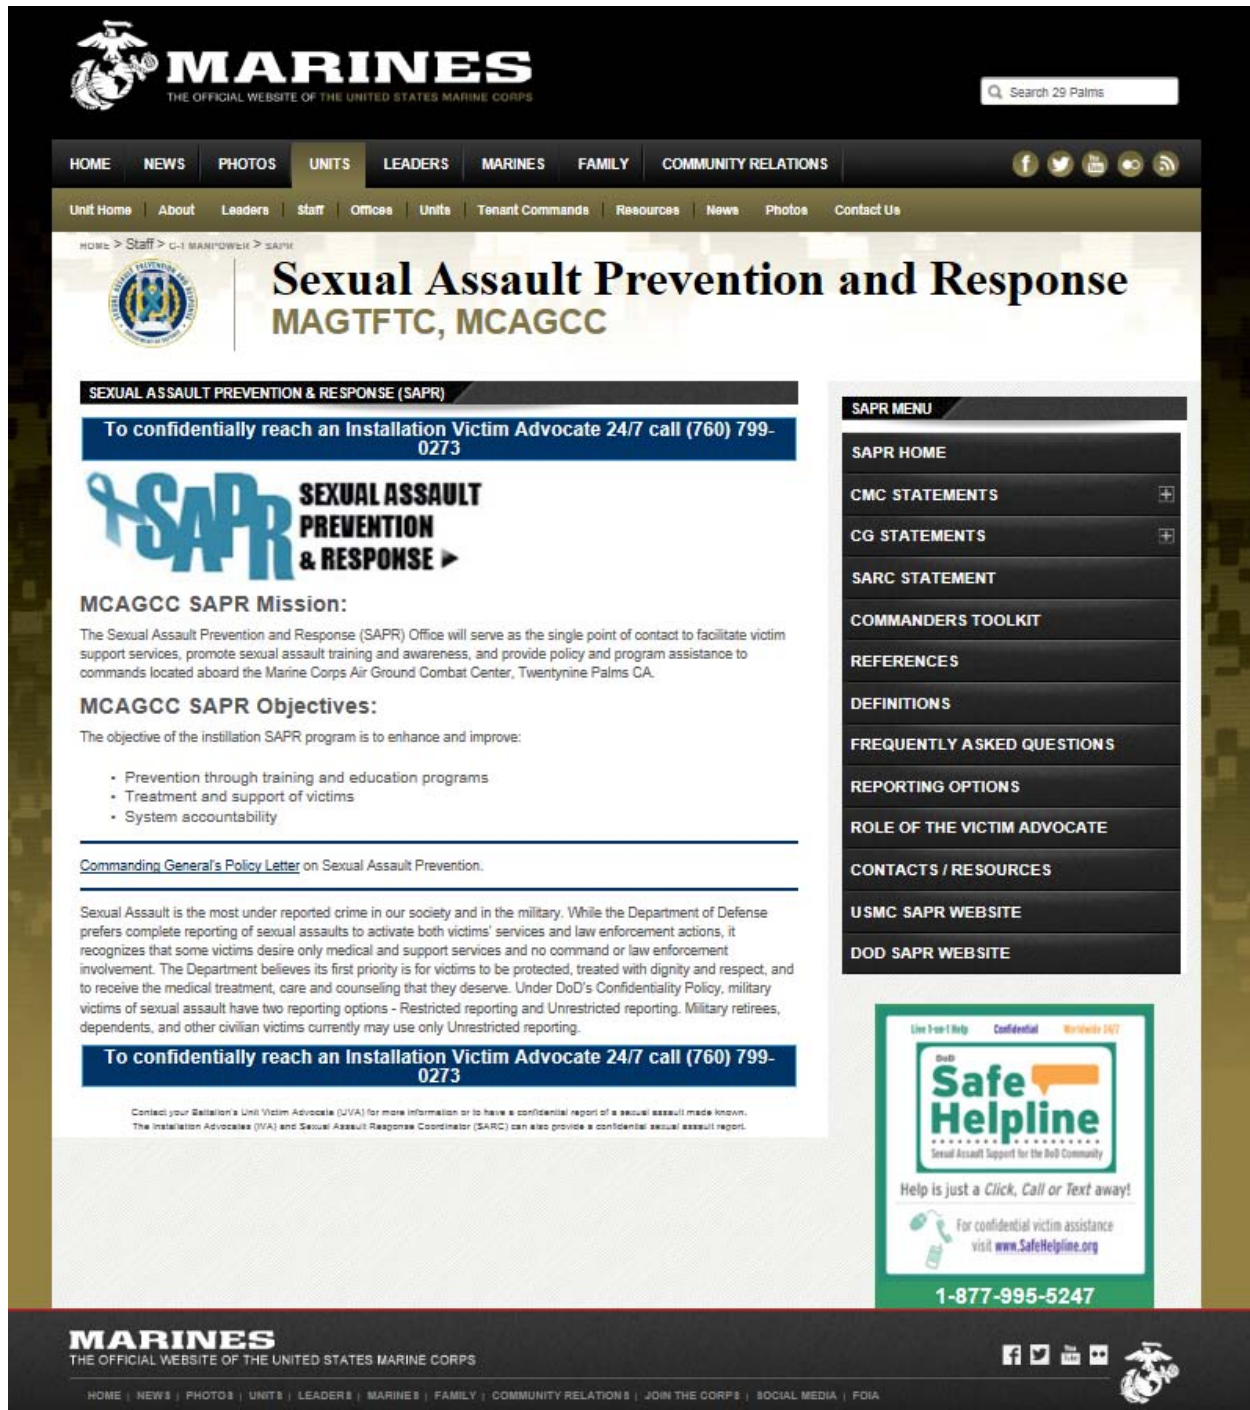 MARINES
THE OFFICIAL WEBSITE OF THE UNITED STATES MARINE CORPS
Search 29 Palms
HOME NEWS PHOTOS UNITS LEADERS MARINES FAMILY COMMUNITY RELATIONS
Unit Home About Leaders Staff Offices Units Tenant Commands Resources News Photos Contact Us
HOME > Staff > G-1 MANPOWER > SAPR
Sexual Assault Prevention and Response
MAGTFTC, MCAGCC
SEXUAL ASSAULT PREVENTION & RESPONSE (SAPR)
To confidentially reach an Installation Victim Advocate 24/7 call (760) 799-
0273
SAPR
SEXUAL ASSAULT
PREVENTION
& RESPONSE
MCAGCC SAPR Mission:
The Sexual Assault Prevention and Response (SAPR) Office will serve as the single point of contact to facilitate victim
support services, promote sexual assault training and awareness, and provide policy and program assistance to
commands located aboard the Marine Corps Air Ground Combat Center, Twentynine Palms CA.
MCAGCC SAPR Objectives:
The objective of the instillation SAPR program is to enhance and improve:
• Prevention through training and education programs
• Treatment and support of victims
• System accountability
Commanding General's Policy Letter on Sexual Assault Prevention.
Sexual Assault is the most under reported crime in our society and in the military. While the Department of Defense
prefers complete reporting of sexual assaults to activate both victims' services and law enforcement actions, it
recognizes that some victims desire only medical and support services and no command or law enforcement
involvement. The Department believes its first priority is for victims to be protected, treated with dignity and respect, and
to receive the medical treatment, care and counseling that they deserve. Under DoD's Confidentiality Policy, military
victims of sexual assault have two reporting options - Restricted reporting and Unrestricted reporting. Military retirees,
dependents, and other civilian victims currently may use only Unrestricted reporting.
To confidentially reach an Installation Victim Advocate 24/7 call (760) 799-
0273
Contact your Battalion's Unit Victim Advocate (UVA) for more information or to have a confidential report of a sexual assault made known.
The Installation Advocates (IVA) and Sexual Assault Response Coordinator (SARC) can also provide a confidential sexual assault report.
SAPR MENU
SAPR HOME
CMC STATEMENTS
CG STATEMENTS
SARC STATEMENT
COMMANDERS TOOLKIT
REFERENCES
DEFINITIONS
FREQUENTLY ASKED QUESTIONS
REPORTING OPTIONS
ROLE OF THE VICTIM ADVOCATE
CONTACTS / RESOURCES
USMC SAPR WEBSITE
DOD SAPR WEBSITE
Live 1-on-1 Help Confidential Worldwide 24/7
DoD
Safe
Helpline
Sexual Assault Support for the DoD Community
Help is just a Click, Call or Text away!
For confidential victim assistance
visit www.SafeHelpline.org
1-877-995-5247
MARINES
THE OFFICIAL WEBSITE OF THE UNITED STATES MARINE CORPS
HOME | NEWS | PHOTOS | UNITS | LEADERS | MARINES | FAMILY | COMMUNITY RELATIONS | JOIN THE CORPS | SOCIAL MEDIA | FOIA